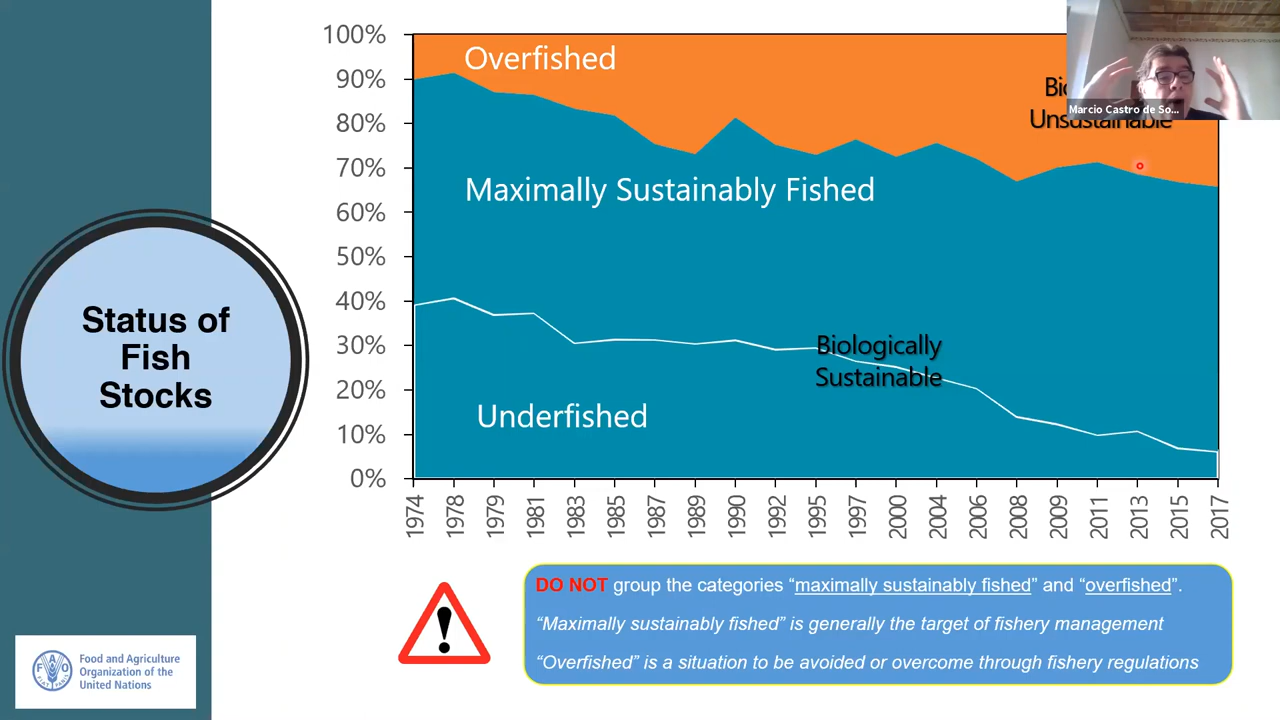 Status of
Fish
Stocks
100%
90%
80%
70%
60%
50%
40%
30%
20%
10%
0%
Overfished
Maximally Sustainably Fished
Underfished
Unsustainable
Biologically
Sustainable
Marcio Castro de So...
1974
1978
1979
1981
1983
1985
1987
1989
1990
1992
1995
1997
2000
2004
2006
2008
2009
2011
2013
2015
2017
DO NOT group the categories “maximally sustainably fished” and “overfished”.
“Maximally sustainably fished” is generally the target of fishery management
“Overfished” is a situation to be avoided or overcome through fishery regulations
FAO
FIAT PANIS
Food and Agriculture
Organization of the
United Nations